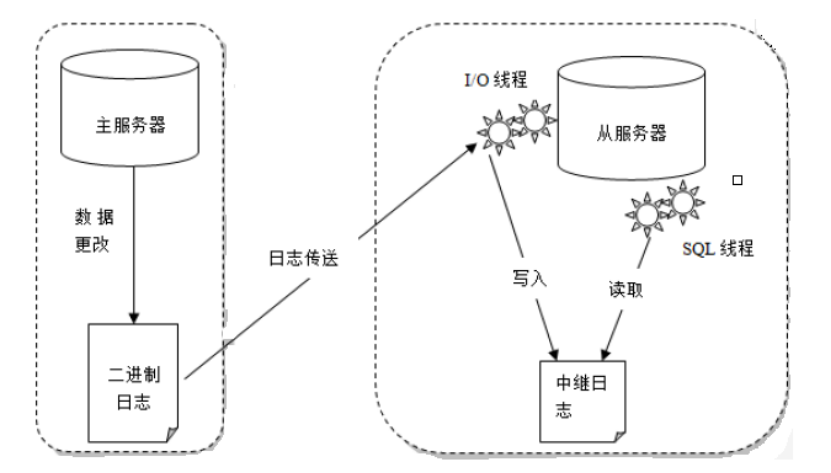 主服务器
数 据
更改
二进制
日志
日志传送
I/O 线程
从服务器
SQL 线程
写入
读取
中继日
志